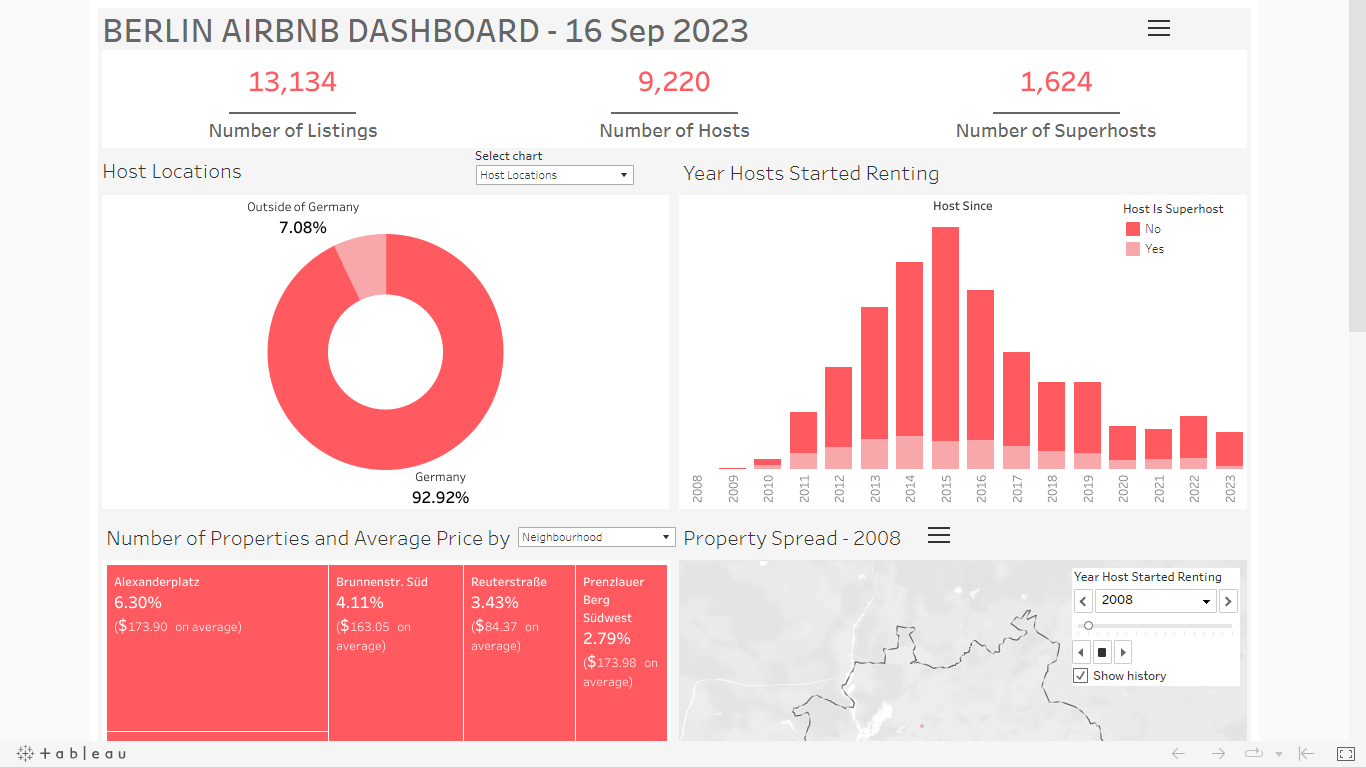 BERLIN AIRBNB DASHBOARD - 16 Sep 2023
13,134
9,220
1,624
Number of Listings
Number of Hosts
Number of Superhosts
Host Locations
Select chart
Host Locations
Year Hosts Started Renting
Outside of Germany
7.08%
Germany
92.92%
Host Since
Host Is Superhost
No
Yes
2008
2009
2010
2011
2012
2013
2014
2015
2016
2017
2018
2019
2020
2021
2022
2023
Number of Properties and Average Price by
Neighbourhood
Property Spread - 2008
Alexanderplatz
6.30%
($173.90 on average)
Brunnenstr. Süd
4.11%
($163.05 on
average)
Reuterstraße
3.43%
($84.37 on
average)
Prenzlauer
Berg
Südwest
2.79%
($173.98 on
average)
Year Host Started Renting
2008
Show history
+ableau